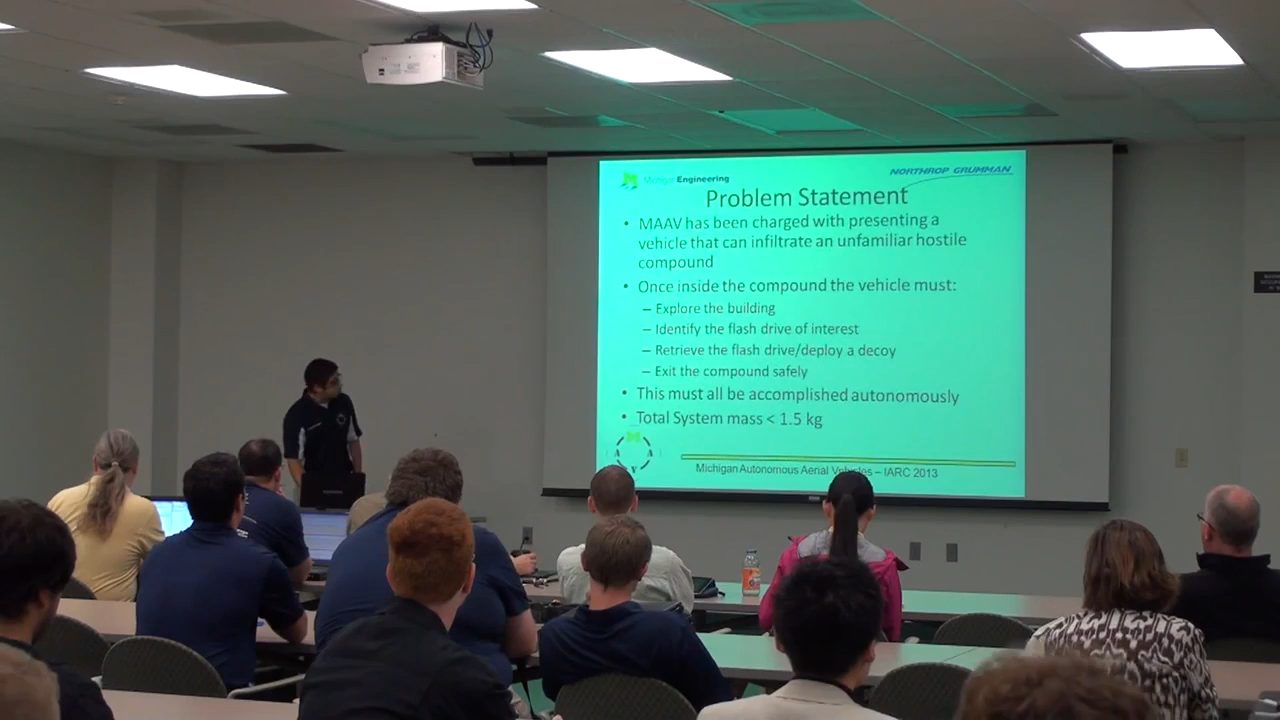 Michigan Engineering
NORTHROP GRUMMAN
Problem Statement
• MAAV has been charged with presenting a
vehicle that can infiltrate an unfamiliar hostile
compound
• Once inside the compound the vehicle must:
– Explore the building
– Identify the flash drive of interest
– Retrieve the flash drive/deploy a decoy
– Exit the compound safely
• This must all be accomplished autonomously
• Total System mass < 1.5 kg
Michigan Autonomous Aerial Vehicles – IARC 2013